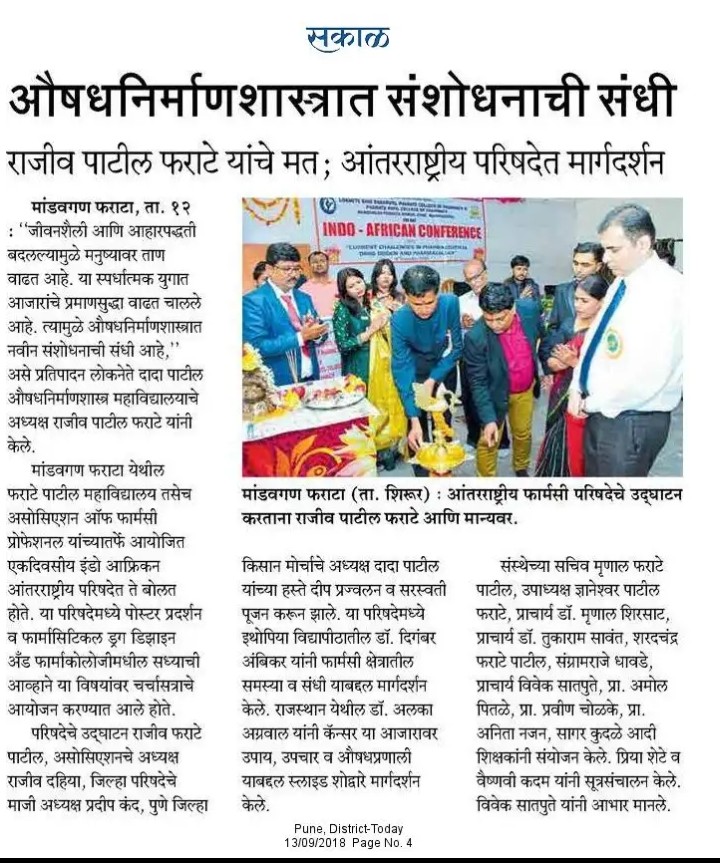 सकाळ
औषधनिर्माणशास्त्रात संशोधनाची संधी
राजीव पाटील फराटे यांचे मत; आंतरराष्ट्रीय परिषदेत मार्गदर्शन
मांडवगण फराटा, ता. १२
: ‘‘जीवनशैली आणि आहारपद्धती
बदलल्यामुळे मनुष्यावर ताण
वाढत आहे. या स्पर्धात्मक युगात
आजारांचे प्रमाणसुद्धा वाढत चालले
आहे. त्यामुळे औषधनिर्माणशास्त्रात
नवीन संशोधनाची संधी आहे,’’
असे प्रतिपादन लोकनेते दादा पाटील
औषधनिर्माणशास्त्र महाविद्यालयाचे
अध्यक्ष राजीव पाटील फराटे यांनी
केले.
मांडवगण फराटा येथील
फराटे पाटील महाविद्यालय तसेच
असोसिएशन ऑफ फार्मसी
प्रोफेशनल यांच्यातर्फे आयोजित
एकदिवसीय इंडो आफ्रिकन
आंतरराष्ट्रीय परिषदेत ते बोलत
होते. या परिषदेमध्ये पोस्टर प्रदर्शन
व फार्मासिटिकल ड्रग डिझाइन
अँड फार्माकोलोजीमधील सध्याची
आव्हाने या विषयांवर चर्चासत्राचे
आयोजन करण्यात आले होते.
परिषदेचे उद्‌घाटन राजीव फराटे
पाटील, असोसिएशनचे अध्यक्ष
राजीव दहिया, जिल्हा परिषदेचे
माजी अध्यक्ष प्रदीप कंद, पुणे जिल्हा
INDO - AFRICAN CONFERENCE
मांडवगण फराटा (ता. शिरूर) : आंतरराष्ट्रीय फार्मसी परिषदेचे उद्‌घाटन
करताना राजीव पाटील फराटे आणि मान्यवर.
किसान मोर्चाचे अध्यक्ष दादा पाटील
यांच्या हस्ते दीप प्रज्वलन व सरस्वती
पूजन करून झाले. या परिषदेमध्ये
इथोपिया विद्यापीठातील डॉ. दिगंबर
अंबिकर यांनी फार्मसी क्षेत्रातील
समस्या व संधी याबद्दल मार्गदर्शन
केले. राजस्थान येथील डॉ. अलका
अग्रवाल यांनी कॅन्सर या आजारावर
उपाय, उपचार व औषधप्रणाली
याबद्दल स्लाइड शोद्वारे मार्गदर्शन
केले.
संस्थेच्या सचिव मृणाल फराटे
पाटील, उपाध्यक्ष ज्ञानेश्वर पाटील
फराटे, प्राचार्य डॉ. मृणाल शिरसाट,
प्राचार्य डॉ. तुकाराम सावंत, शरदचंद्र
फराटे पाटील, संग्रामराजे धावडे,
प्राचार्य विवेक सातपुते, प्रा. अमोल
पितळे, प्रा. प्रवीण चोळके, प्रा.
अनिता नजन, सागर कुदळे आदी
शिक्षकांनी संयोजन केले. प्रिया शेटे व
वैष्णवी कदम यांनी सूत्रसंचालन केले.
विवेक सातपुते यांनी आभार मानले.
Pune, District-Today
13/09/2018 Page No. 4